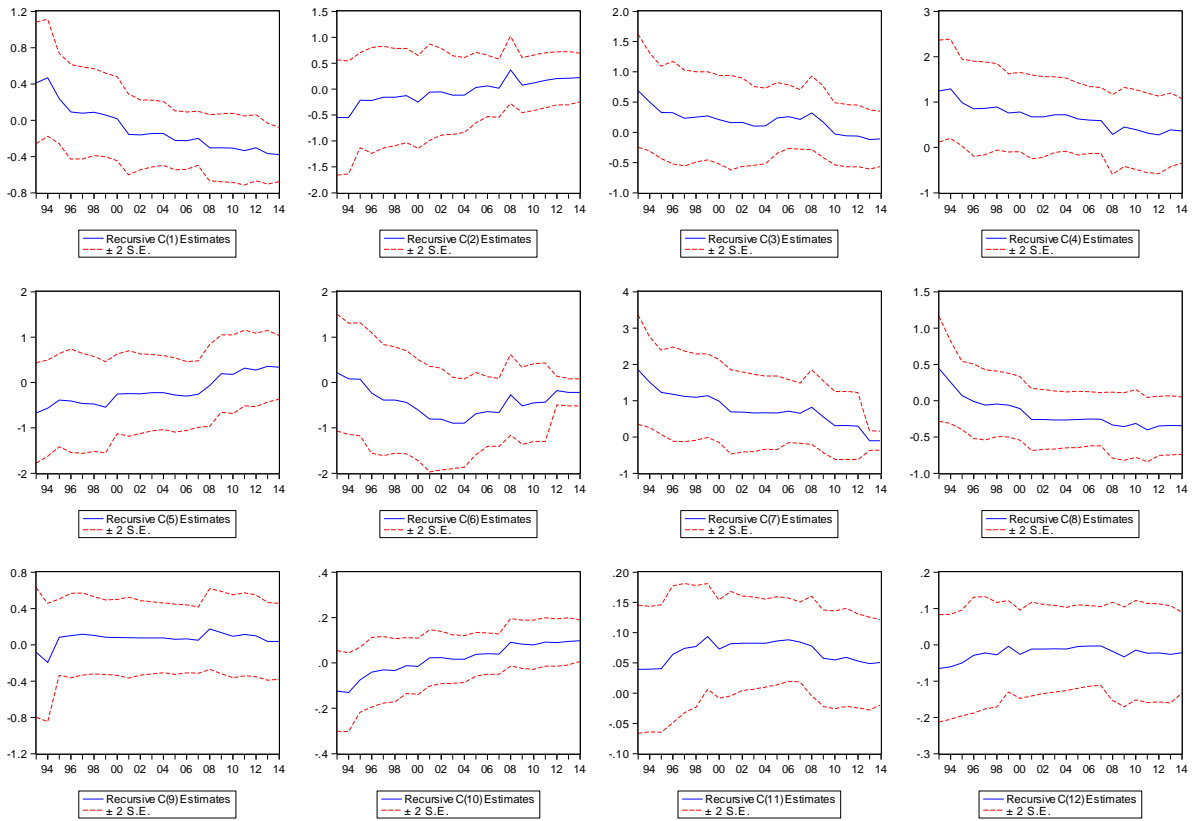 1.2
0.8
0.4
0.0
-0.4
-0.8
94 96 98 00 02 04 06 08 10 12 14
Recursive C(1) Estimates
± 2 S.E.
1.5
1.0
0.5
0.0
-0.5
-1.0
-1.5
-2.0
94 96 98 00 02 04 06 08 10 12 14
Recursive C(2) Estimates
± 2 S.E.
2.0
1.5
1.0
0.5
0.0
-0.5
-1.0
94 96 98 00 02 04 06 08 10 12 14
Recursive C(3) Estimates
± 2 S.E.
3
2
1
0
-1
94 96 98 00 02 04 06 08 10 12 14
Recursive C(4) Estimates
± 2 S.E.
2
1
0
-1
-2
94 96 98 00 02 04 06 08 10 12 14
Recursive C(5) Estimates
± 2 S.E.
2
1
0
-1
-2
94 96 98 00 02 04 06 08 10 12 14
Recursive C(6) Estimates
± 2 S.E.
4
3
2
1
0
-1
94 96 98 00 02 04 06 08 10 12 14
Recursive C(7) Estimates
± 2 S.E.
1.5
1.0
0.5
0.0
-0.5
-1.0
94 96 98 00 02 04 06 08 10 12 14
Recursive C(8) Estimates
± 2 S.E.
0.8
0.4
0.0
-0.4
-0.8
-1.2
94 96 98 00 02 04 06 08 10 12 14
Recursive C(9) Estimates
± 2 S.E.
.4
.2
.0
-.2
-.4
94 96 98 00 02 04 06 08 10 12 14
Recursive C(10) Estimates
± 2 S.E.
.20
.15
.10
.05
.00
-.05
-.10
94 96 98 00 02 04 06 08 10 12 14
Recursive C(11) Estimates
± 2 S.E.
.2
.1
.0
-.1
-.2
-.3
94 96 98 00 02 04 06 08 10 12 14
Recursive C(12) Estimates
± 2 S.E.